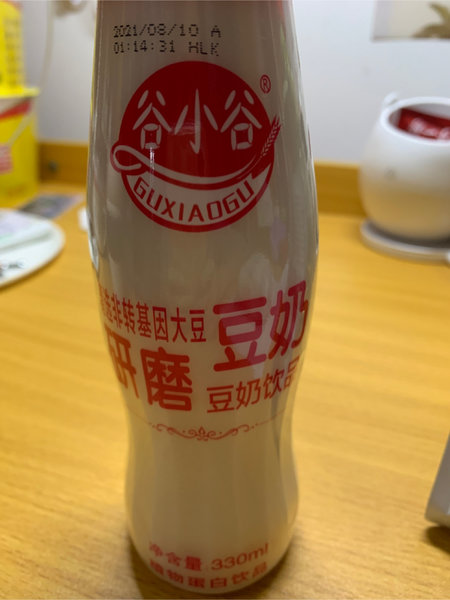 2021/08/10 A
01:14:31 HLK
谷小谷®
GUXIAOGU
非转基因大豆
豆奶
研磨
豆奶饮品
净含量 330ml
植物蛋白饮品